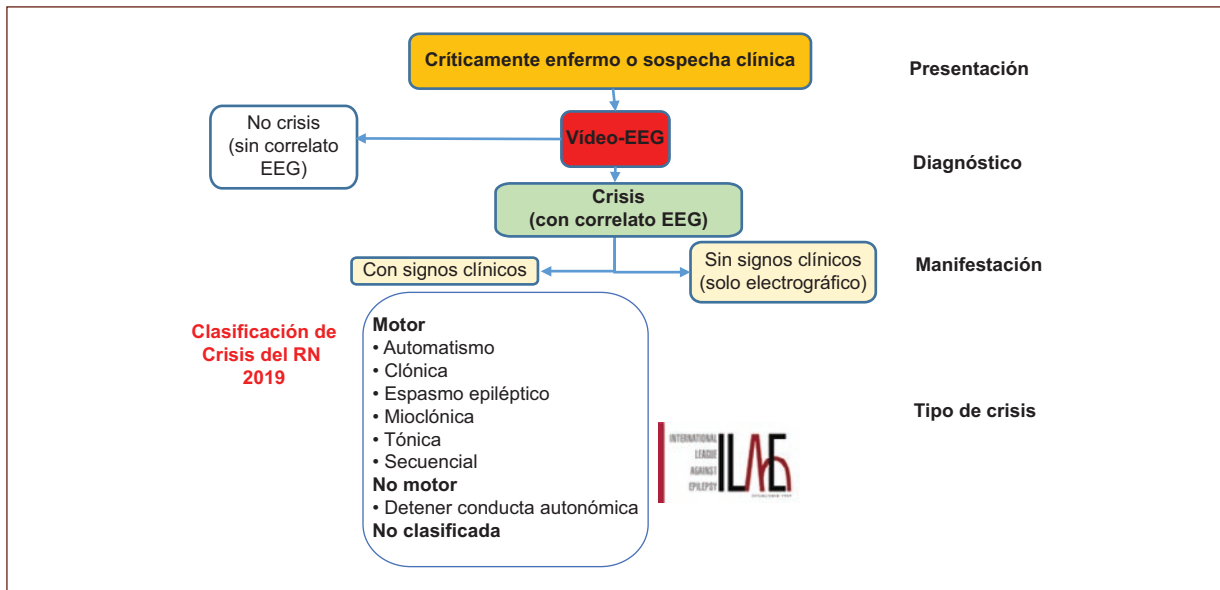 Críticamente enfermo o sospecha clínica
Presentación
No crisis
(sin correlato
EEG)
Vídeo-EEG
Diagnóstico
Crisis
(con correlato EEG)
Con signos clínicos
Sin signos clínicos
(solo electrográfico)
Manifestación
Clasificación de
Crisis del RN
2019
Motor
• Automatismo
• Clónica
• Espasmo epiléptico
• Mioclónica
• Tónica
• Secuencial
No motor
• Detener conducta autonómica
No clasificada
Tipo de crisis
INTERNATIONAL
LEAGUE
AGAINST
EPILEPSY
ILAE